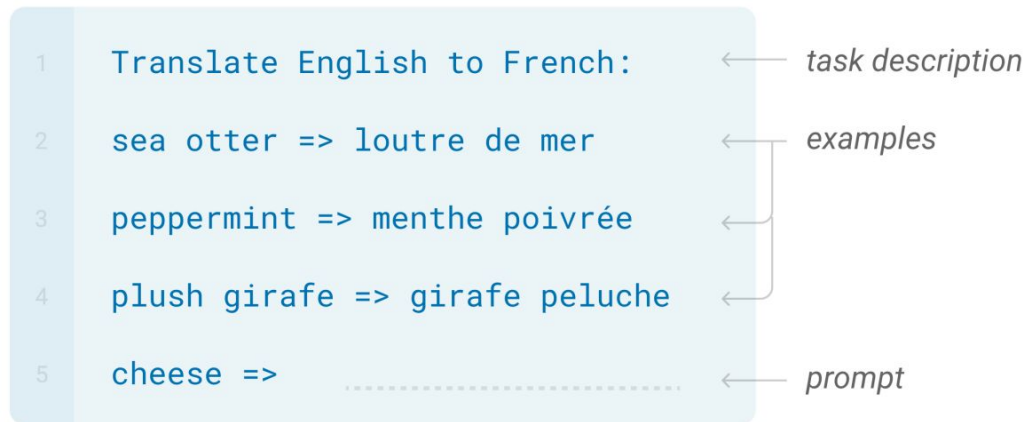 1 Translate English to French: task description
2 sea otter => loutre de mer examples
3 peppermint => menthe poivrée
4 plush girafe => girafe peluche
5 cheese => prompt